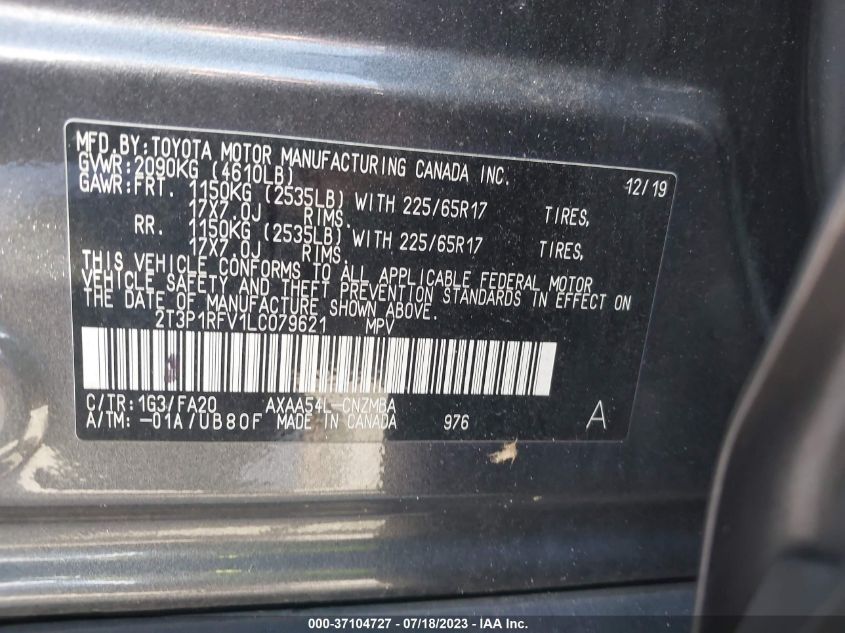 MFD.BY:TOYOTA MOTOR MANUFACTURING CANADA INC.
GVWR:2090KG (4610LB) 12/19
GAWR:FRT. 1150KG (2535LB) WITH 225/65R17 TIRES,
17X7.0J RIMS.
RR. 1150KG (2535LB) WITH 225/65R17 TIRES,
17X7.0J RIMS.
THIS VEHICLE CONFORMS TO ALL APPLICABLE FEDERAL MOTOR
VEHICLE SAFETY AND THEFT PREVENTION STANDARDS IN EFFECT ON
THE DATE OF MANUFACTURE SHOWN ABOVE.
2T3P1RFV1LC079621 MPV
C/TR:1G3/FA20 AXAA54L-CNZMBA
A/TM:-01A/UB80F MADE IN CANADA 976 A
000-37104727 - 07/18/2023 - IAAI.com